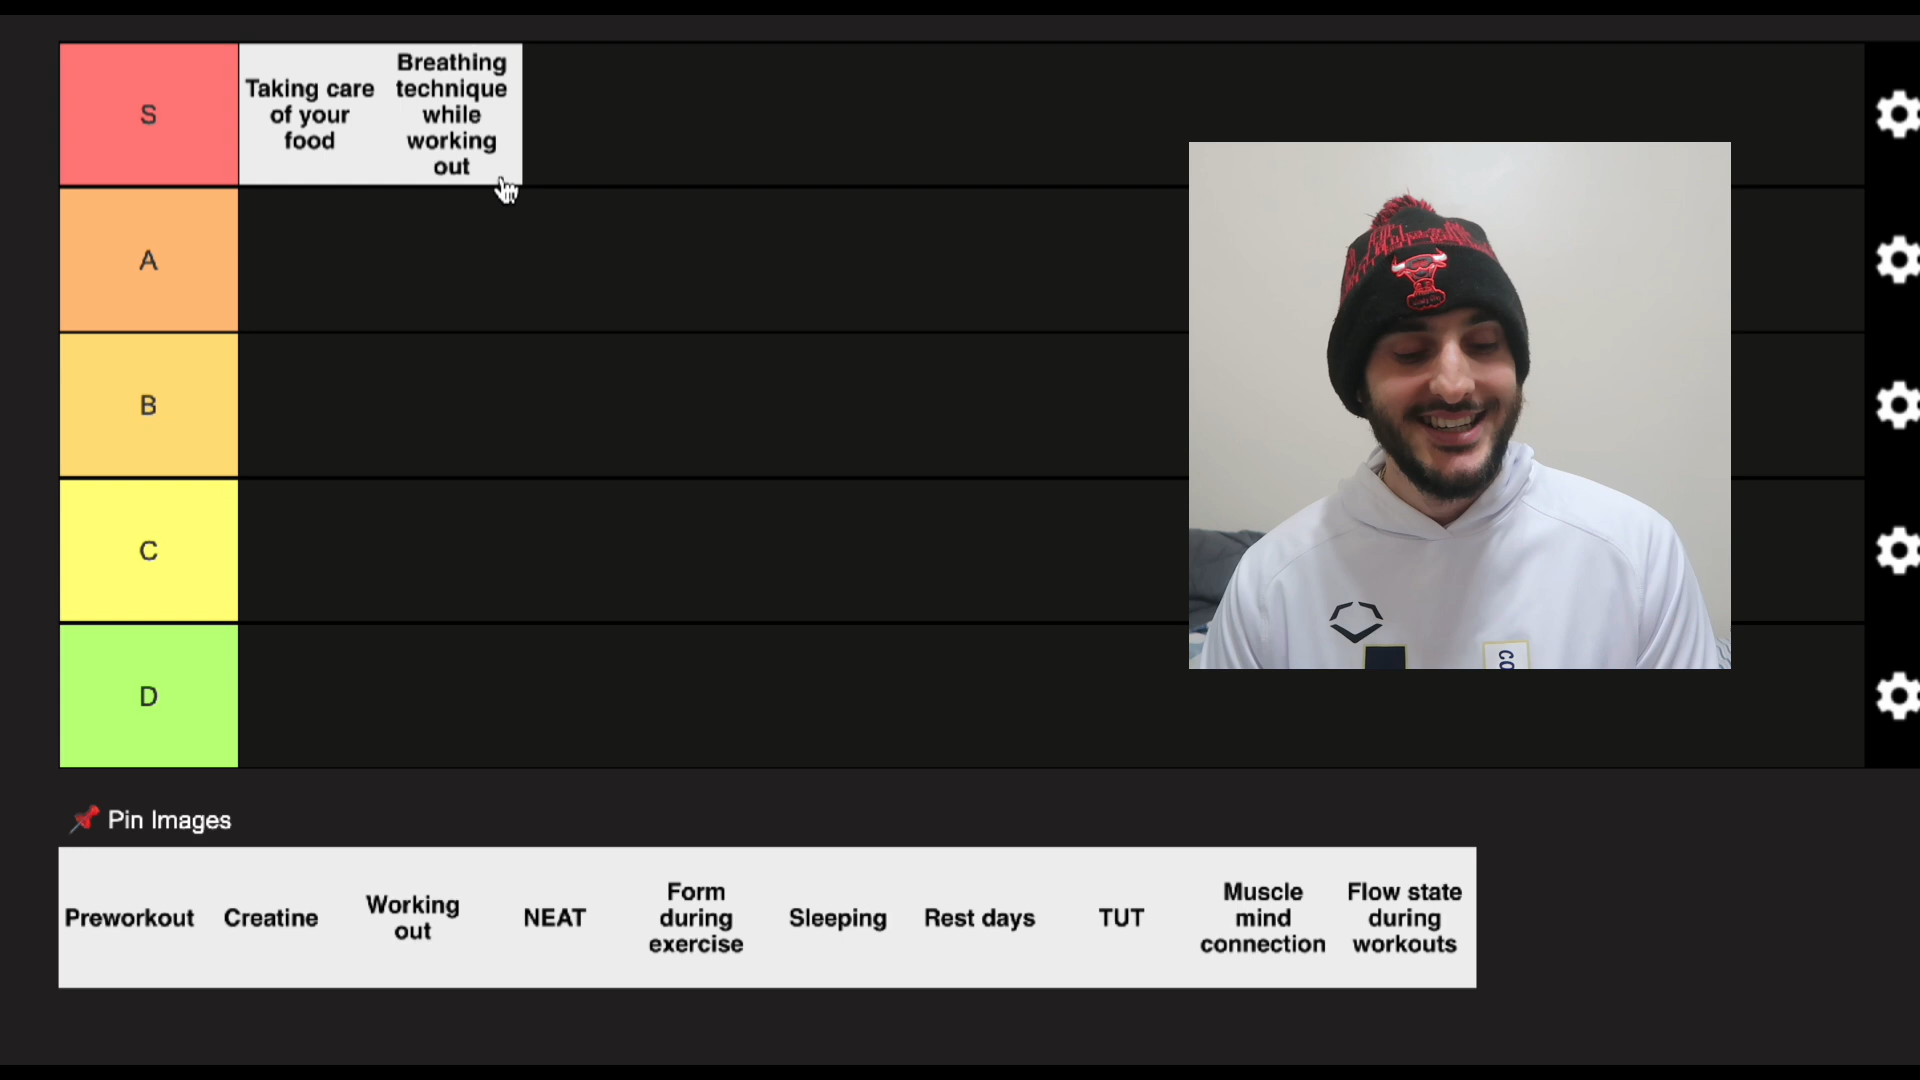 S
Taking care
of your
food
Breathing
technique
while
working
out
A
B
C
D
CO
📌 Pin Images
Preworkout
Creatine
Working
out
NEAT
Form
during
exercise
Sleeping
Rest days
TUT
Muscle
mind
connection
Flow state
during
workouts